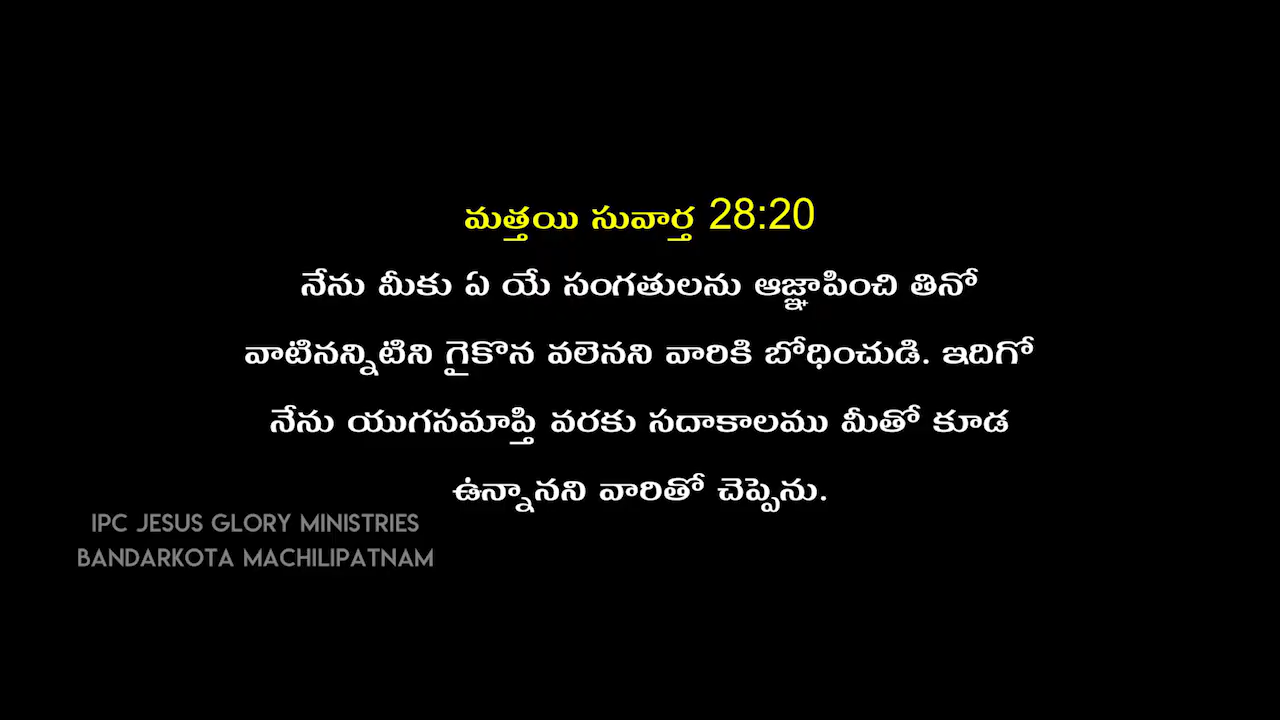 మత్తయి సువార్త 28:20
నేను మీకు ఏ యే సంగతులను ఆజ్ఞాపించి తినో
వాటినన్నిటిని గైకొన వలెనని వారికి బోధించుడి. ఇదిగో
నేను యుగసమాప్తి వరకు సదాకాలము మీతో కూడ
ఉన్నానని వారితో చెప్పెను.
IPC JESUS GLORY MINISTRIES
BANDARKOTA MACHILIPATNAM